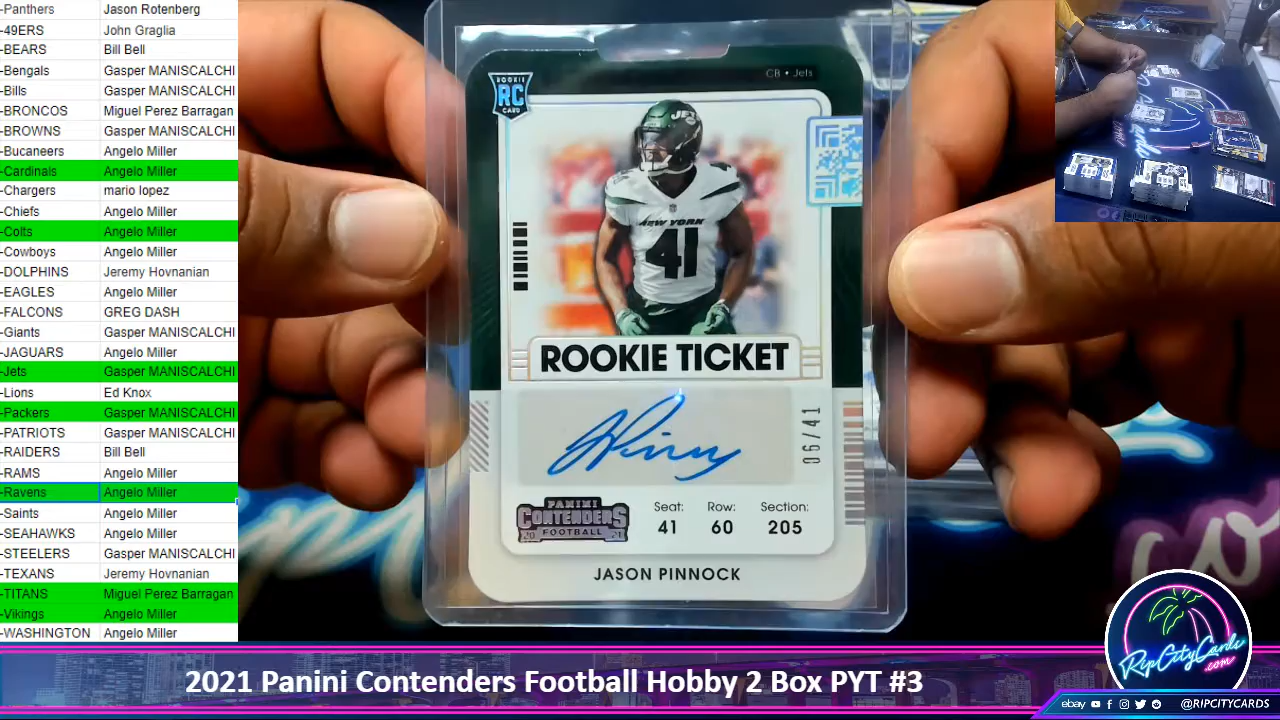 -Panthers Jason Rotenberg
-49ERS John Graglia
-BEARS Bill Bell
-Bengals Gasper MANISCALCHI
-Bills Gasper MANISCALCHI
-BRONCOS Miguel Perez Barragan
-BROWNS Gasper MANISCALCHI
-Bucaneers Angelo Miller
-Cardinals Angelo Miller
-Chargers mario lopez
-Chiefs Angelo Miller
-Colts Angelo Miller
-Cowboys Angelo Miller
-DOLPHINS Jeremy Hovnanian
-EAGLES Angelo Miller
-FALCONS GREG DASH
-Giants Gasper MANISCALCHI
-JAGUARS Angelo Miller
-Jets Gasper MANISCALCHI
-Lions Ed Knox
-Packers Gasper MANISCALCHI
-PATRIOTS Gasper MANISCALCHI
-RAIDERS Bill Bell
-RAMS Angelo Miller
-Ravens Angelo Miller
-Saints Angelo Miller
-SEAHAWKS Angelo Miller
-STEELERS Gasper MANISCALCHI
-TEXANS Jeremy Hovnanian
-TITANS Miguel Perez Barragan
-Vikings Angelo Miller
-WASHINGTON Angelo Miller
CB • Jets
ROOKIE
RC
CARD
JETS
NEW YORK
41
ROOKIE TICKET
06/41
PANINI
CONTENDERS
FOOTBALL
20 21
Seat: Row: Section:
41 60 205
JASON PINNOCK
RipCityCards
.com
2021 Panini Contenders Football Hobby 2 Box PYT #3
ebay @RIPCITYCARDS